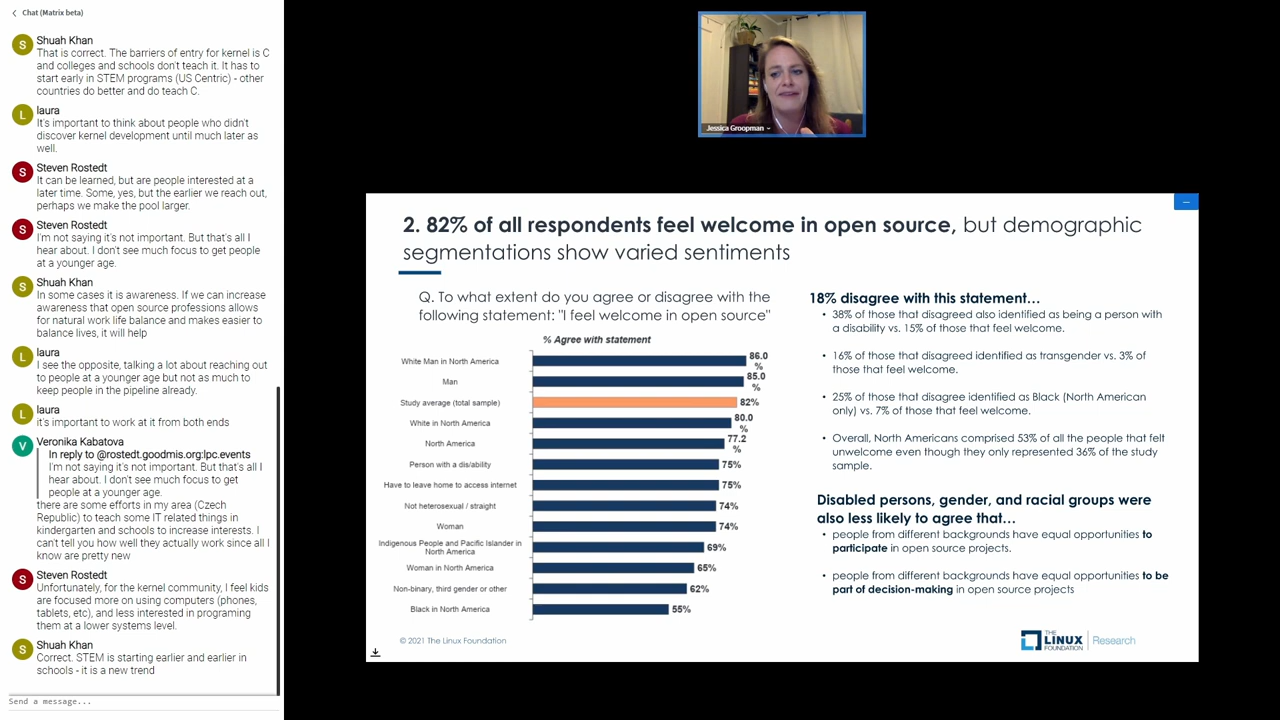 Chat (Matrix beta)
S
Shuah Khan
That is correct. The barriers of entry for kernel is C
and colleges and schools don't teach it. It has to
start early in STEM programs (US Centric) - other
countries do better and do teach C.
L
laura
It's important to think about people who didn't
discover kernel development until much later as
well.
S
Steven Rostedt
It can be learned, but are people interested at a
later time. Some, yes, but the earlier we reach out,
perhaps we make the pool larger.
Steven Rostedt
S
I'm not saying it's not important. But that's all I
hear about. I don't see much focus to get people
at a younger age.
S
Shuah Khan
In some cases it is awareness. If we can increase
awareness that open source professions allows
for natural work life balance and makes easier to
balance lives, it will help
L
laura
I see the opposite, talking a lot about reaching out
to people at a younger age but not as much to
keep people in the pipeline already.
L
laura
it's important to work at it from both ends
V
Veronika Kabatova
In reply to @rostedt.goodmis.org:lpc.events
I'm not saying it's not important. But that's all I
hear about. I don't see much focus to get
people at a younger age.
there are some efforts in my area (Czech
Republic) to teach some IT related things in
kindergarten and schools to increase interests. I
can't tell you how well they actually work since all I
know are pretty new
S
Steven Rostedt
Unfortunately, for the kernel community, I feel kids
are focused more on using computers (phones,
tablets, etc), and less interested in programing
them at a lower systems level.
S
Shuah Khan
Correct. STEM is starting earlier and earlier in
schools - it is a new trend
Send a message...
Jessica Groopman
2. 82% of all respondents feel welcome in open source, but demographic
segmentations show varied sentiments
Q. To what extent do you agree or disagree with the
following statement: "I feel welcome in open source"
% Agree with statement
White Man in North America 86.0
%
Man 85.0
%
Study average (total sample) 82%
White in North America 80.0
%
North America 77.2
%
Person with a dis/ability 75%
Have to leave home to access internet 75%
Not heterosexual / straight 74%
Woman 74%
Indigenous People and Pacific Islander in
North America 69%
Woman in North America 65%
Non-binary, third gender or other 62%
Black in North America 55%
18% disagree with this statement…
• 38% of those that disagreed also identified as being a person with
a disability vs. 15% of those that feel welcome.
• 16% of those that disagreed identified as transgender vs. 3% of
those that feel welcome.
• 25% of those that disagree identified as Black (North American
only) vs. 7% of those that feel welcome.
• Overall, North Americans comprised 53% of all the people that felt
unwelcome even though they only represented 36% of the study
sample.
Disabled persons, gender, and racial groups were
also less likely to agree that…
• people from different backgrounds have equal opportunities to
participate in open source projects.
• people from different backgrounds have equal opportunities to be
part of decision-making in open source projects
© 2021 The Linux Foundation
THE
LINUX
FOUNDATION
Research